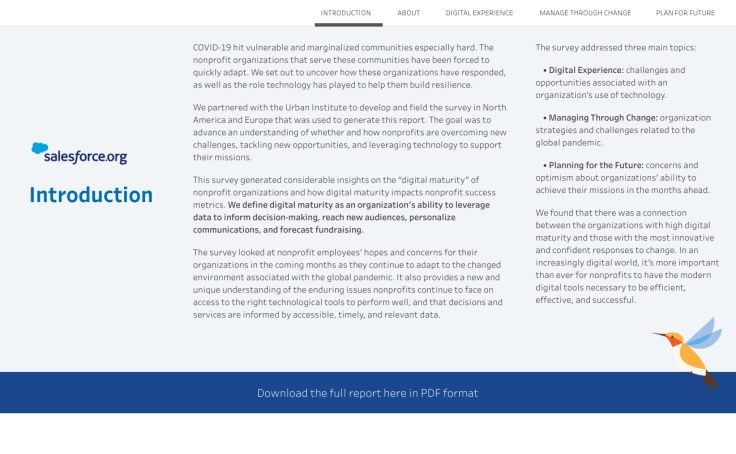 INTRODUCTION
ABOUT
DIGITAL EXPERIENCE
MANAGE THROUGH CHANGE
PLAN FOR FUTURE
salesforce.org
Introduction
COVID-19 hit vulnerable and marginalized communities especially hard. The
nonprofit organizations that serve these communities have been forced to
quickly adapt. We set out to uncover how these organizations have responded,
as well as the role technology has played to help them build resilience.
We partnered with the Urban Institute to develop and field the survey in North
America and Europe that was used to generate this report. The goal was to
advance an understanding of whether and how nonprofits are overcoming new
challenges, tackling new opportunities, and leveraging technology to support
their missions.
This survey generated considerable insights on the “digital maturity” of
nonprofit organizations and how digital maturity impacts nonprofit success
metrics. We define digital maturity as an organization’s ability to leverage
data to inform decision-making, reach new audiences, personalize
communications, and forecast fundraising.
The survey looked at nonprofit employees’ hopes and concerns for their
organizations in the coming months as they continue to adapt to the changed
environment associated with the global pandemic. It also provides a new and
unique understanding of the enduring issues nonprofits continue to face on
access to the right technological tools to perform well, and that decisions and
services are informed by accessible, timely, and relevant data.
The survey addressed three main topics:
• Digital Experience: challenges and
opportunities associated with an
organization’s use of technology.
• Managing Through Change: organization
strategies and challenges related to the
global pandemic.
• Planning for the Future: concerns and
optimism about organizations’ ability to
achieve their missions in the months ahead.
We found that there was a connection
between the organizations with high digital
maturity and those with the most innovative
and confident responses to change. In an
increasingly digital world, it’s more important
than ever for nonprofits to have the modern
digital tools necessary to be efficient,
effective, and successful.
Download the full report here in PDF format